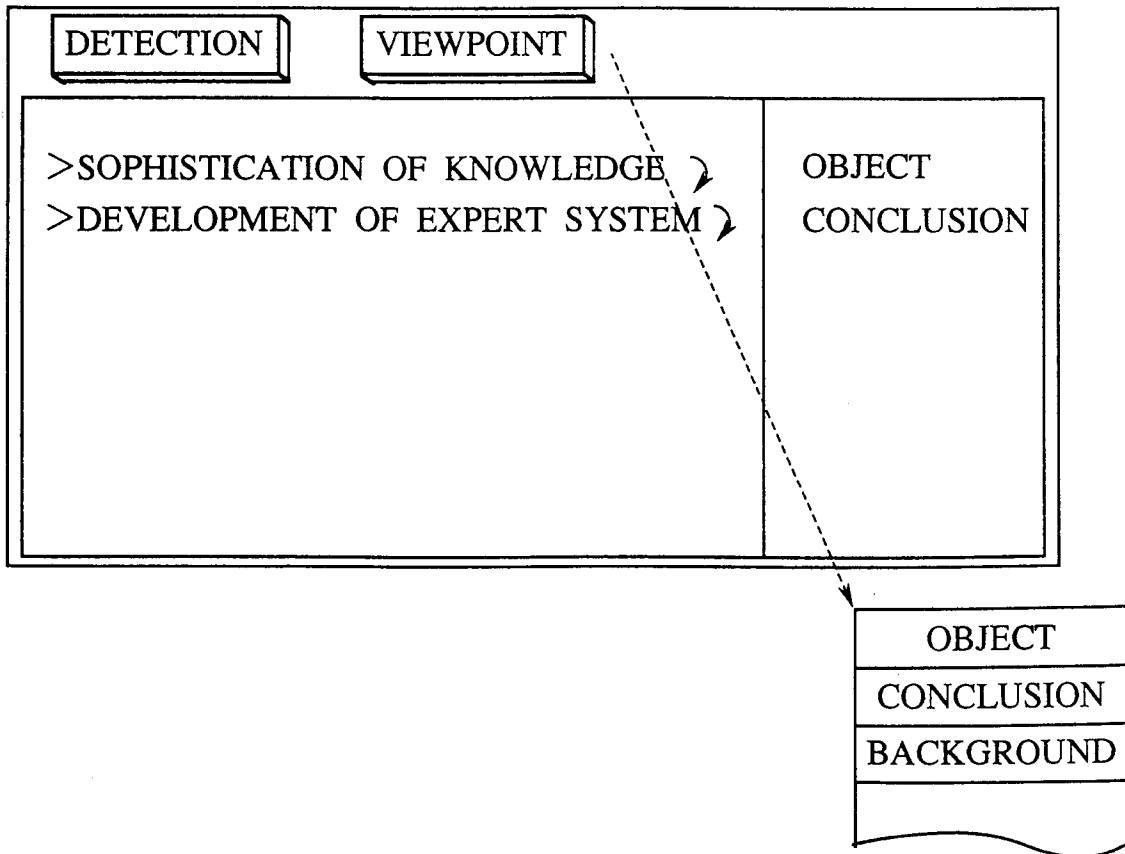 DETECTION VIEWPOINT
>SOPHISTICATION OF KNOWLEDGE OBJECT
>DEVELOPMENT OF EXPERT SYSTEM CONCLUSION
OBJECT
CONCLUSION
BACKGROUND